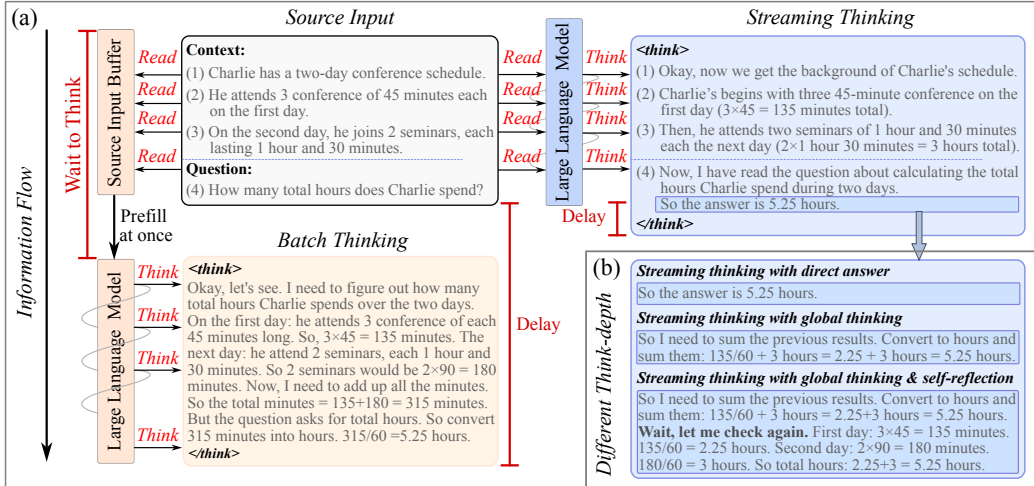 (a)
Source Input
Streaming Thinking
Information Flow
Wait to Think
Source Input Buffer
Read
Read
Read
Read
Context:
(1) Charlie has a two-day conference schedule.
(2) He attends 3 conference of 45 minutes each
on the first day.
(3) On the second day, he joins 2 seminars, each
lasting 1 hour and 30 minutes.
Question:
(4) How many total hours does Charlie spend?
Read
Read
Read
Read
Large Language Model
Think
Think
Think
Think
<think>
(1) Okay, now we get the background of Charlie's schedule.
(2) Charlie’s begins with three 45-minute conference on the
first day (3×45 = 135 minutes total).
(3) Then, he attends two seminars of 1 hour and 30 minutes
each the next day (2×1 hour 30 minutes = 3 hours total).
(4) Now, I have read the question about calculating the total
hours Charlie spend during two days.
So the answer is 5.25 hours.
</think>
Delay
Prefill
at once
Batch Thinking
Large Language Model
Think
Think
Think
Think
<think>
Okay, let's see. I need to figure out how many
total hours Charlie spends over the two days.
On the first day: he attends 3 conference of each
45 minutes long. So, 3×45 = 135 minutes. The
next day: he attend 2 seminars, each 1 hour and
30 minutes. So 2 seminars would be 2×90 = 180
minutes. Now, I need to add up all the minutes.
So the total minutes = 135+180 = 315 minutes.
But the question asks for total hours. So convert
315 minutes into hours. 315/60 =5.25 hours.
</think>
Delay
(b)
Different Think-depth
Streaming thinking with direct answer
So the answer is 5.25 hours.
Streaming thinking with global thinking
So I need to sum the previous results. Convert to hours and
sum them: 135/60 + 3 hours = 2.25 + 3 hours = 5.25 hours.
Streaming thinking with global thinking & self-reflection
So I need to sum the previous results. Convert to hours and
sum them: 135/60 + 3 hours = 2.25+3 hours = 5.25 hours.
Wait, let me check again. First day: 3×45 = 135 minutes.
135/60 = 2.25 hours. Second day: 2×90 = 180 minutes.
180/60 = 3 hours. So total hours: 2.25+3 = 5.25 hours.